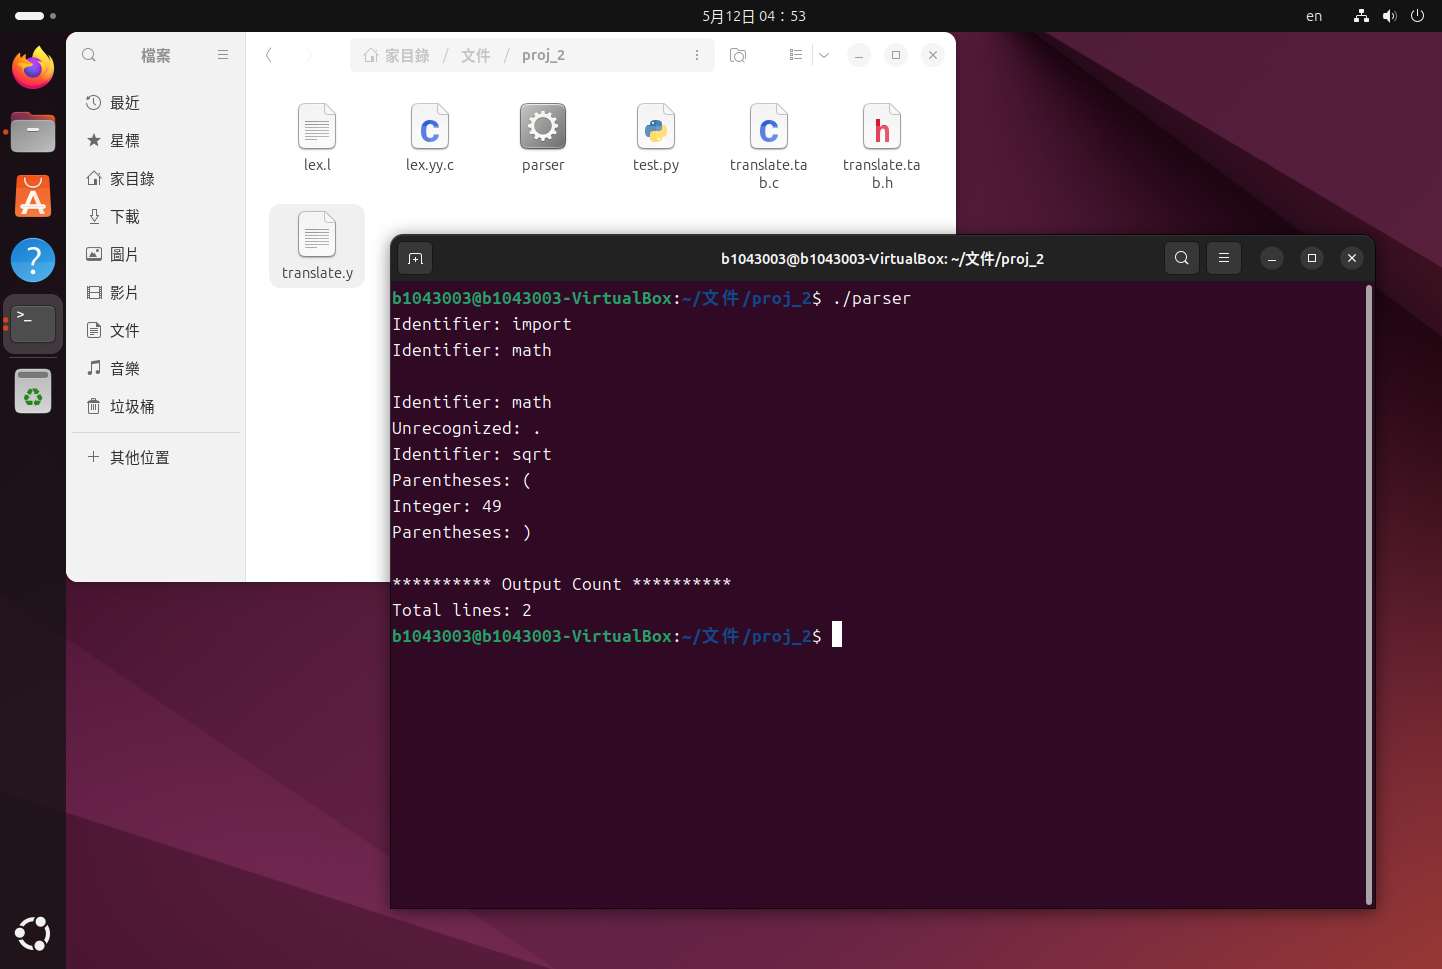 5月12日 04：53
en
檔案
家目錄 / 文件 / proj_2
最近
星標
家目錄
下載
圖片
影片
文件
音樂
垃圾桶
其他位置
lex.l
lex.yy.c
parser
test.py
translate.ta
b.c
translate.ta
b.h
translate.y
b1043003@b1043003-VirtualBox: ~/文件/proj_2
b1043003@b1043003-VirtualBox:~/文件/proj_2$ ./parser
Identifier: import
Identifier: math
Identifier: math
Unrecognized: .
Identifier: sqrt
Parentheses: (
Integer: 49
Parentheses: )
********** Output Count **********
Total lines: 2
b1043003@b1043003-VirtualBox:~/文件/proj_2$